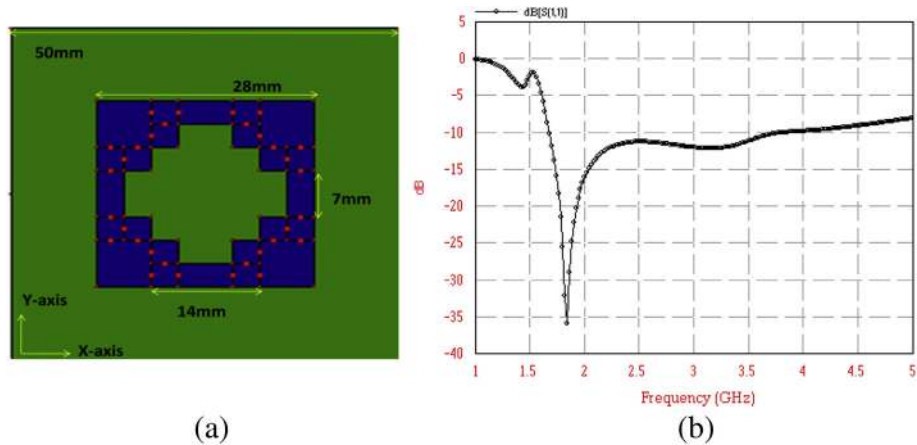 50mm
28mm
7mm
14mm
Y-axis
X-axis
(a)
dB[S(1,1)]
5
0
-5
-10
-15
-20
-25
-30
-35
-40
dB
1
1.5
2
2.5
3
3.5
4
4.5
5
Frequency (GHz)
(b)